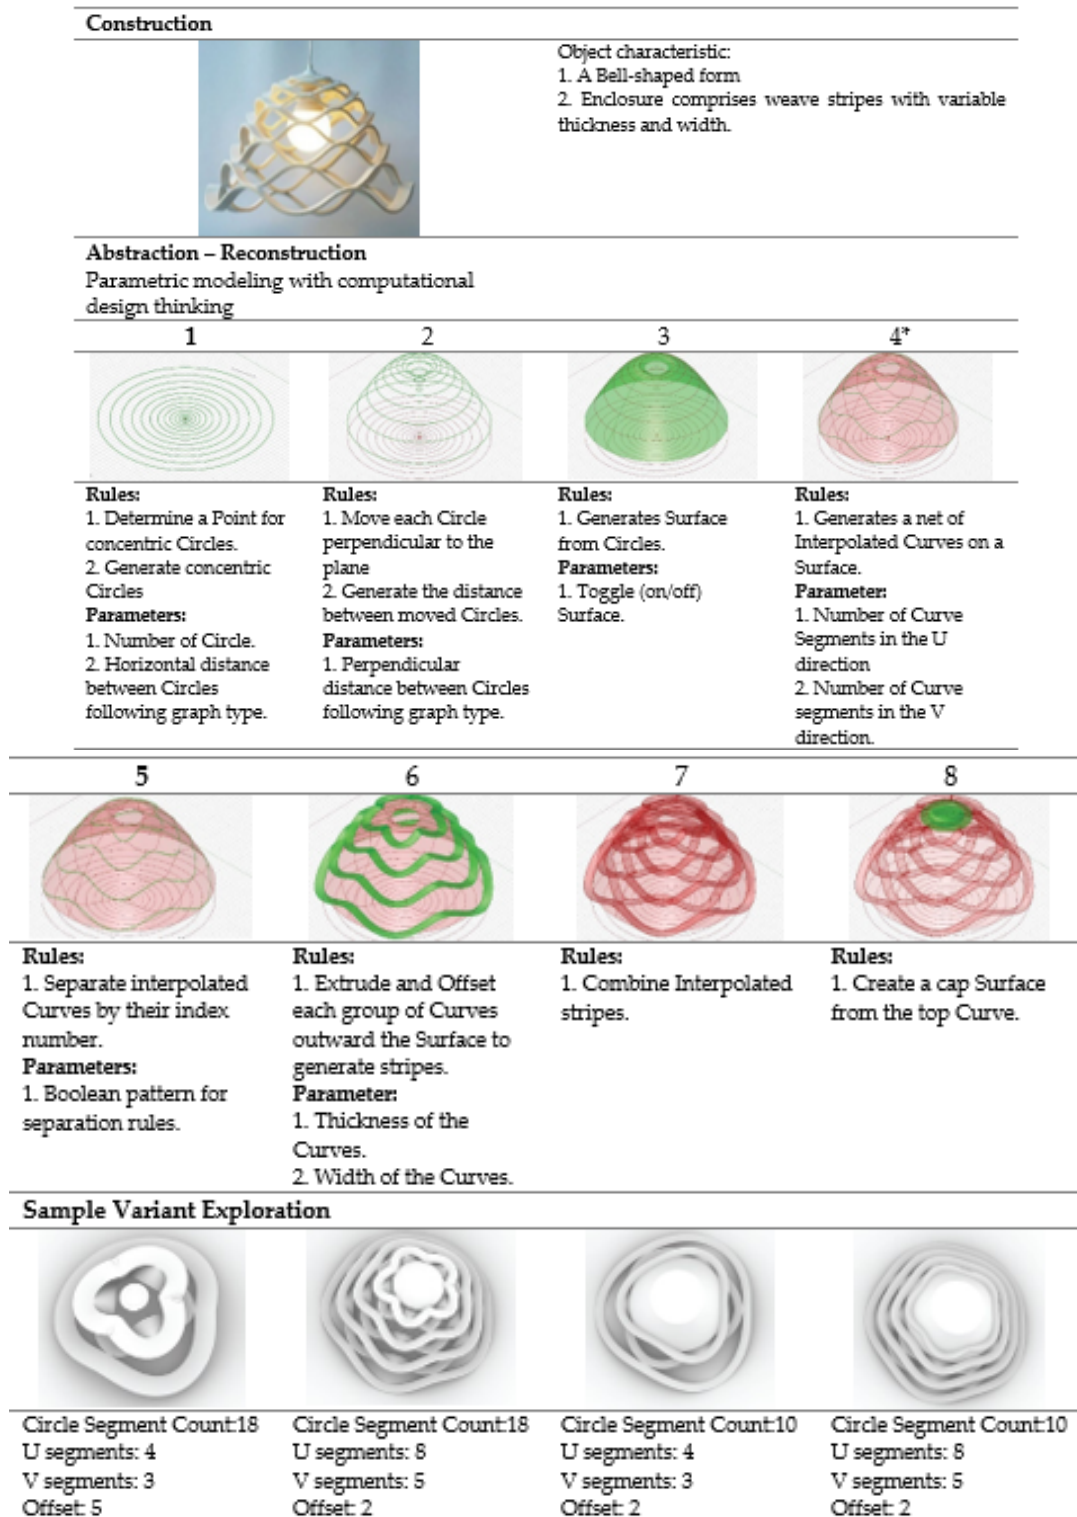 Construction
Object characteristic:
1. A Bell-shaped form
2. Enclosure comprises weave stripes with variable
thickness and width.
Abstraction – Reconstruction
Parametric modeling with computational
design thinking
1
2
3
4*
Rules:
1. Determine a Point for
concentric Circles.
2. Generate concentric
Circles
Parameters:
1. Number of Circle.
2. Horizontal distance
between Circles
following graph type.
Rules:
1. Move each Circle
perpendicular to the
plane
2. Generate the distance
between moved Circles.
Parameters:
1. Perpendicular
distance between Circles
following graph type.
Rules:
1. Generates Surface
from Circles.
Parameters:
1. Toggle (on/off)
Surface.
Rules:
1. Generates a net of
Interpolated Curves on a
Surface.
Parameter:
1. Number of Curve
Segments in the U
direction
2. Number of Curve
segments in the V
direction.
5
6
7
8
Rules:
1. Separate interpolated
Curves by their index
number.
Parameters:
1. Boolean pattern for
separation rules.
Rules:
1. Extrude and Offset
each group of Curves
outward the Surface to
generate stripes.
Parameter:
1. Thickness of the
Curves.
2. Width of the Curves.
Rules:
1. Combine Interpolated
stripes.
Rules:
1. Create a cap Surface
from the top Curve.
Sample Variant Exploration
Circle Segment Count:18
U segments: 4
V segments: 3
Offset: 5
Circle Segment Count:18
U segments: 8
V segments: 5
Offset: 2
Circle Segment Count:10
U segments: 4
V segments: 3
Offset: 2
Circle Segment Count:10
U segments: 8
V segments: 5
Offset: 2